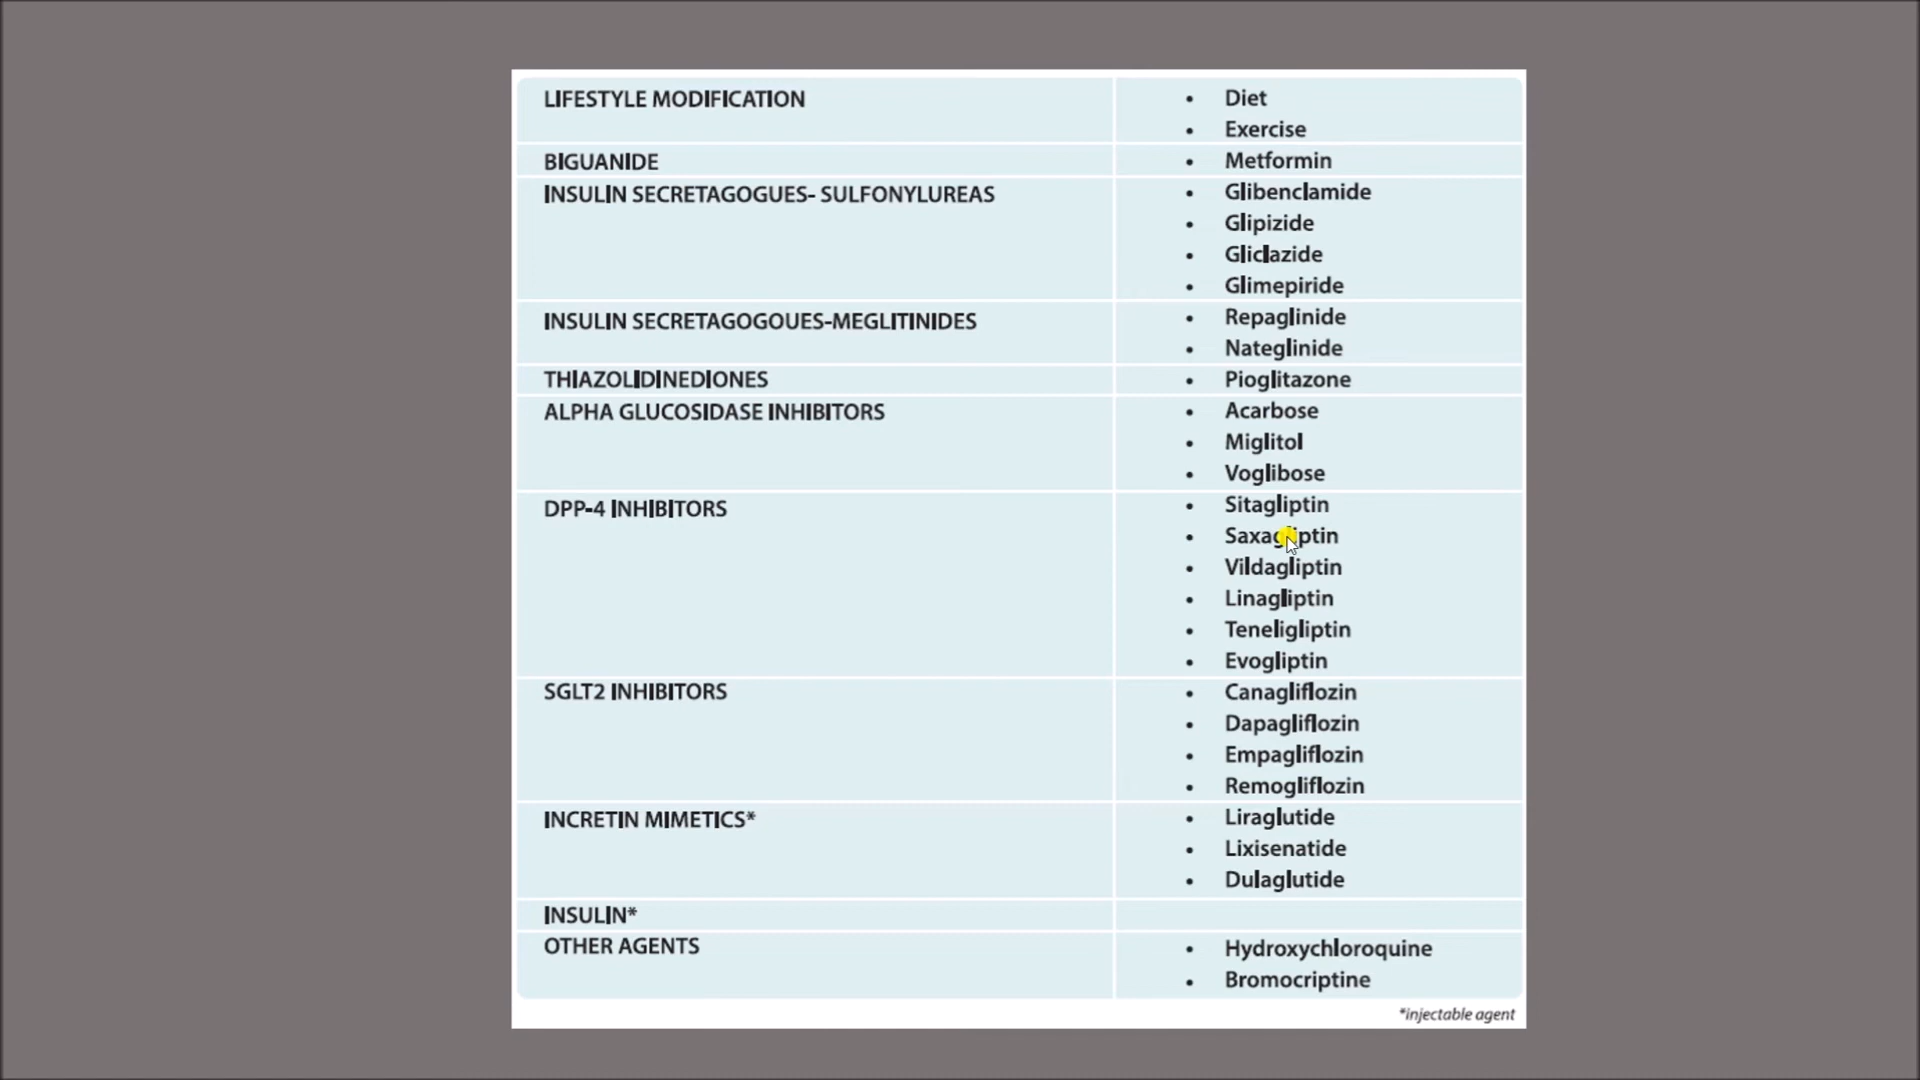 LIFESTYLE MODIFICATION
• Diet
• Exercise
BIGUANIDE
• Metformin
INSULIN SECRETAGOGUES- SULFONYLUREAS
• Glibenclamide
• Glipizide
• Gliclazide
• Glimepiride
INSULIN SECRETAGOGOUES-MEGLITINIDES
• Repaglinide
• Nateglinide
THIAZOLIDINEDIONES
• Pioglitazone
ALPHA GLUCOSIDASE INHIBITORS
• Acarbose
• Miglitol
• Voglibose
DPP-4 INHIBITORS
• Sitagliptin
• Saxagliptin
• Vildagliptin
• Linagliptin
• Teneligliptin
• Evogliptin
SGLT2 INHIBITORS
• Canagliflozin
• Dapagliflozin
• Empagliflozin
• Remogliflozin
INCRETIN MIMETICS*
• Liraglutide
• Lixisenatide
• Dulaglutide
INSULIN*
OTHER AGENTS
• Hydroxychloroquine
• Bromocriptine
*injectable agent